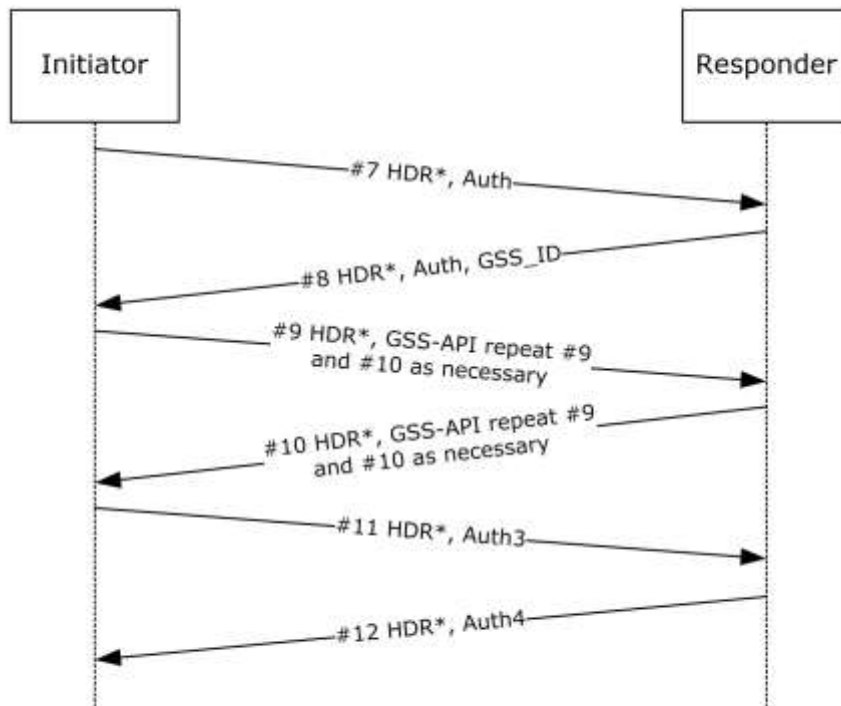 Initiator
Responder
#7 HDR*, Auth
#8 HDR*, Auth, GSS_ID
#9 HDR*, GSS-API repeat #9
and #10 as necessary
#10 HDR*, GSS-API repeat #9
and #10 as necessary
#11 HDR*, Auth3
#12 HDR*, Auth4